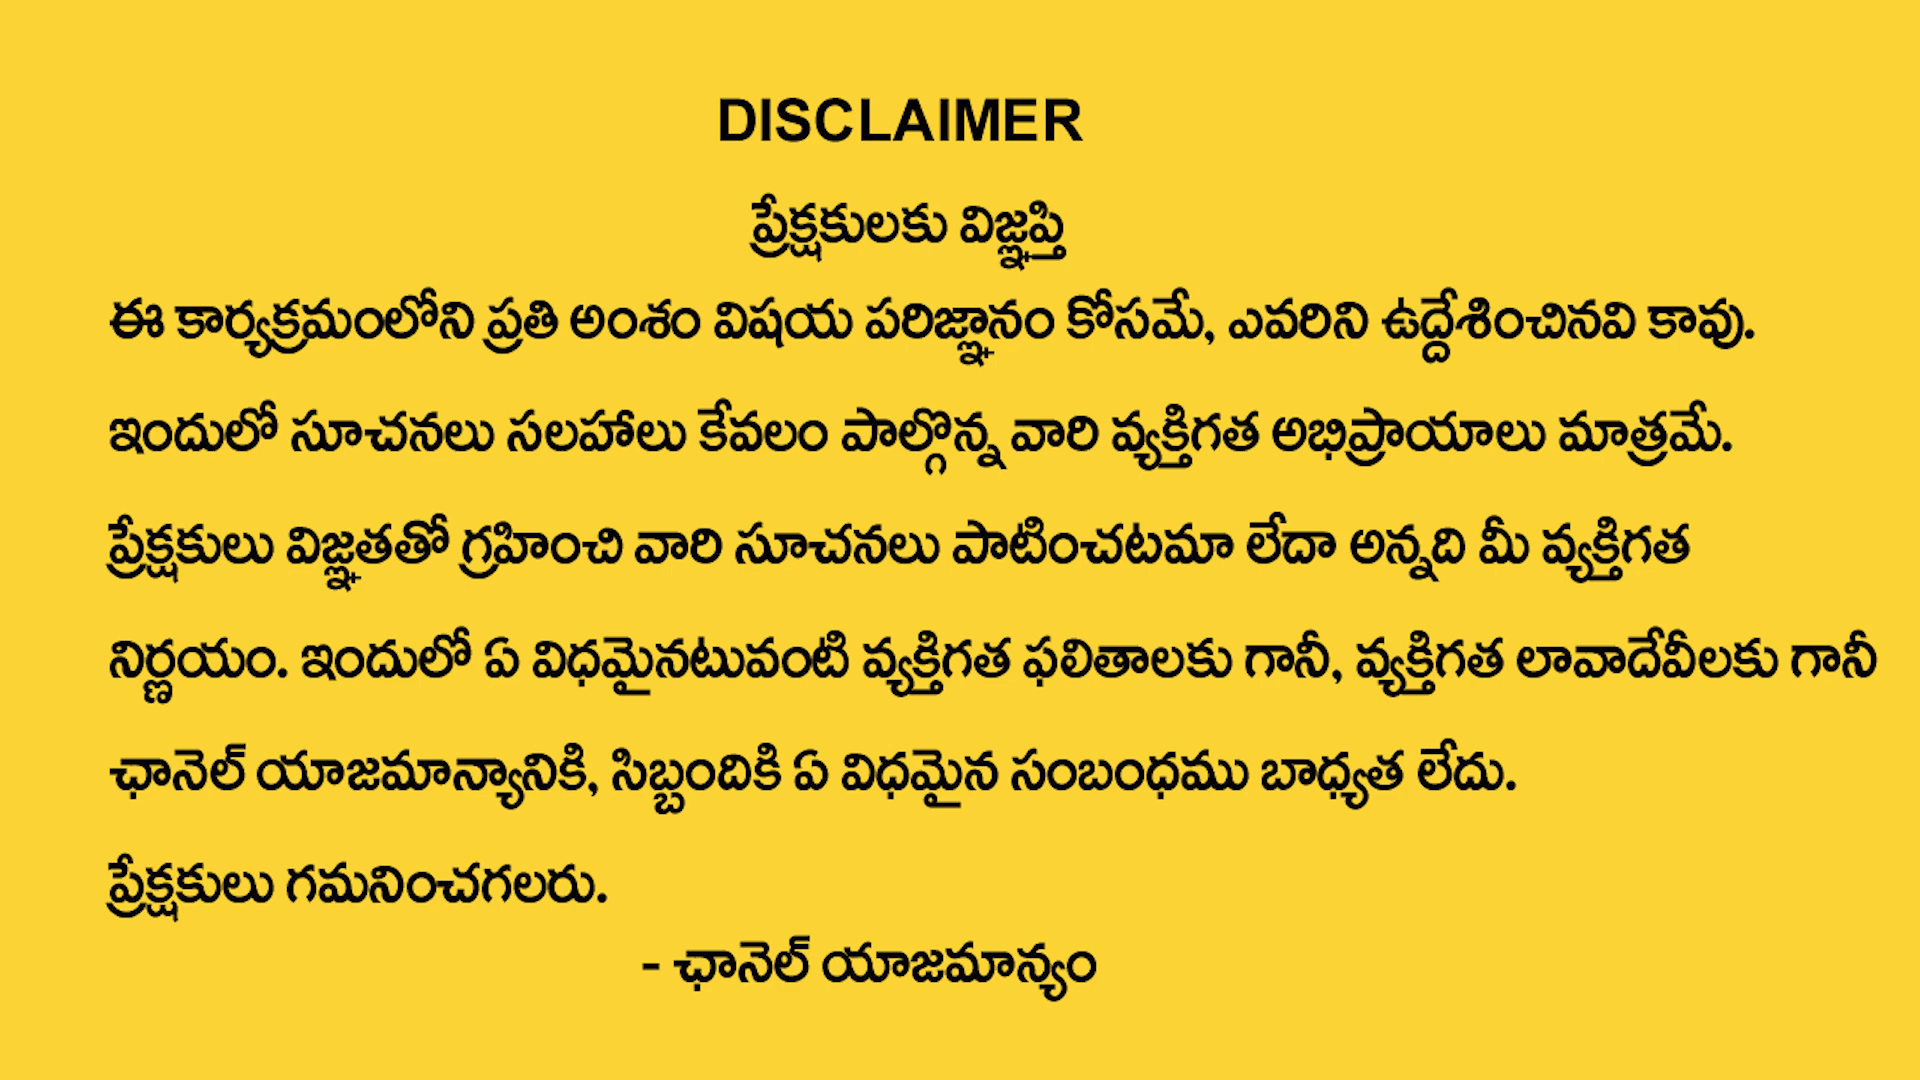 DISCLAIMER
ప్రేక్షకులకు విజ్ఞప్తి
ఈ కార్యక్రమంలోని ప్రతి అంశం విషయ పరిజ్ఞానం కోసమే, ఎవరిని ఉద్దేశించినవి కావు.
ఇందులో సూచనలు సలహాలు కేవలం పాల్గొన్న వారి వ్యక్తిగత అభిప్రాయాలు మాత్రమే.
ప్రేక్షకులు విజ్ఞతతో గ్రహించి వారి సూచనలు పాటించటమా లేదా అన్నది మీ వ్యక్తిగత
నిర్ణయం. ఇందులో ఏ విధమైనటువంటి వ్యక్తిగత ఫలితాలకు గానీ, వ్యక్తిగత లావాదేవీలకు గానీ
ఛానెల్ యాజమాన్యానికి, సిబ్బందికి ఏ విధమైన సంబంధము బాధ్యత లేదు.
ప్రేక్షకులు గమనించగలరు.
- ఛానెల్ యాజమాన్యం